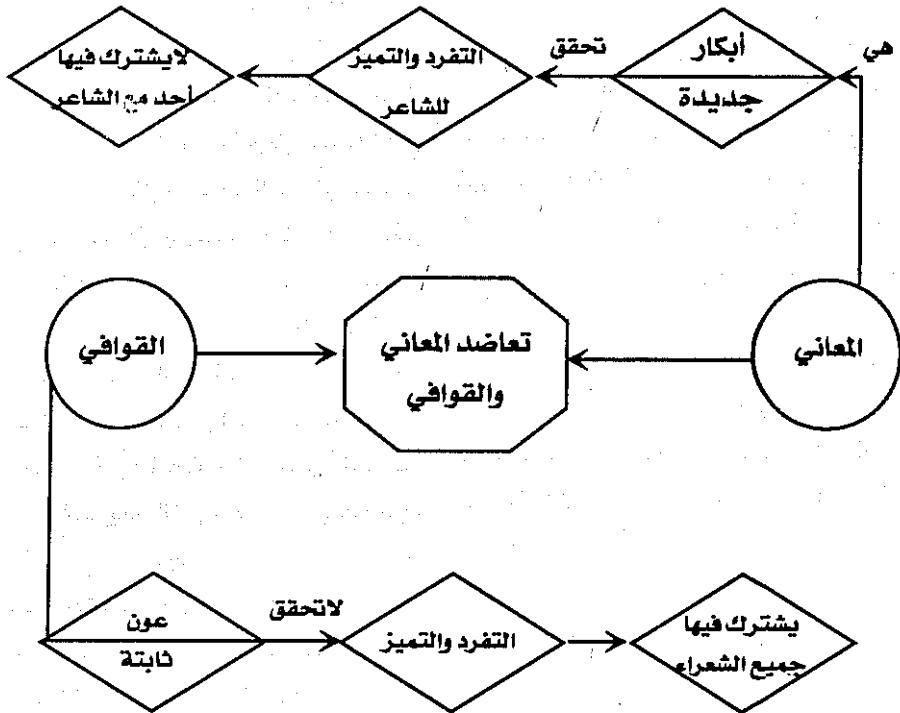 هي
أبكار
جديدة
تحقق
التفرد والتميز
للشاعر
لايشترك فيها
أحد مع الشاعر
المعاني
تعاضد المعاني
والقوافي
القوافي
عون
ثابتة
لاتحقق
التفرد والتميز
يشترك فيها
جميع الشعراء